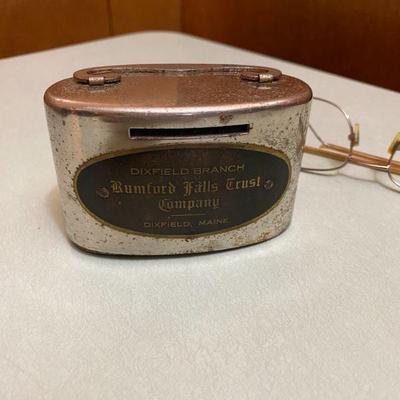 DIXFIELD BRANCH
Rumford Falls Trust
Company
DIXFIELD, MAINE